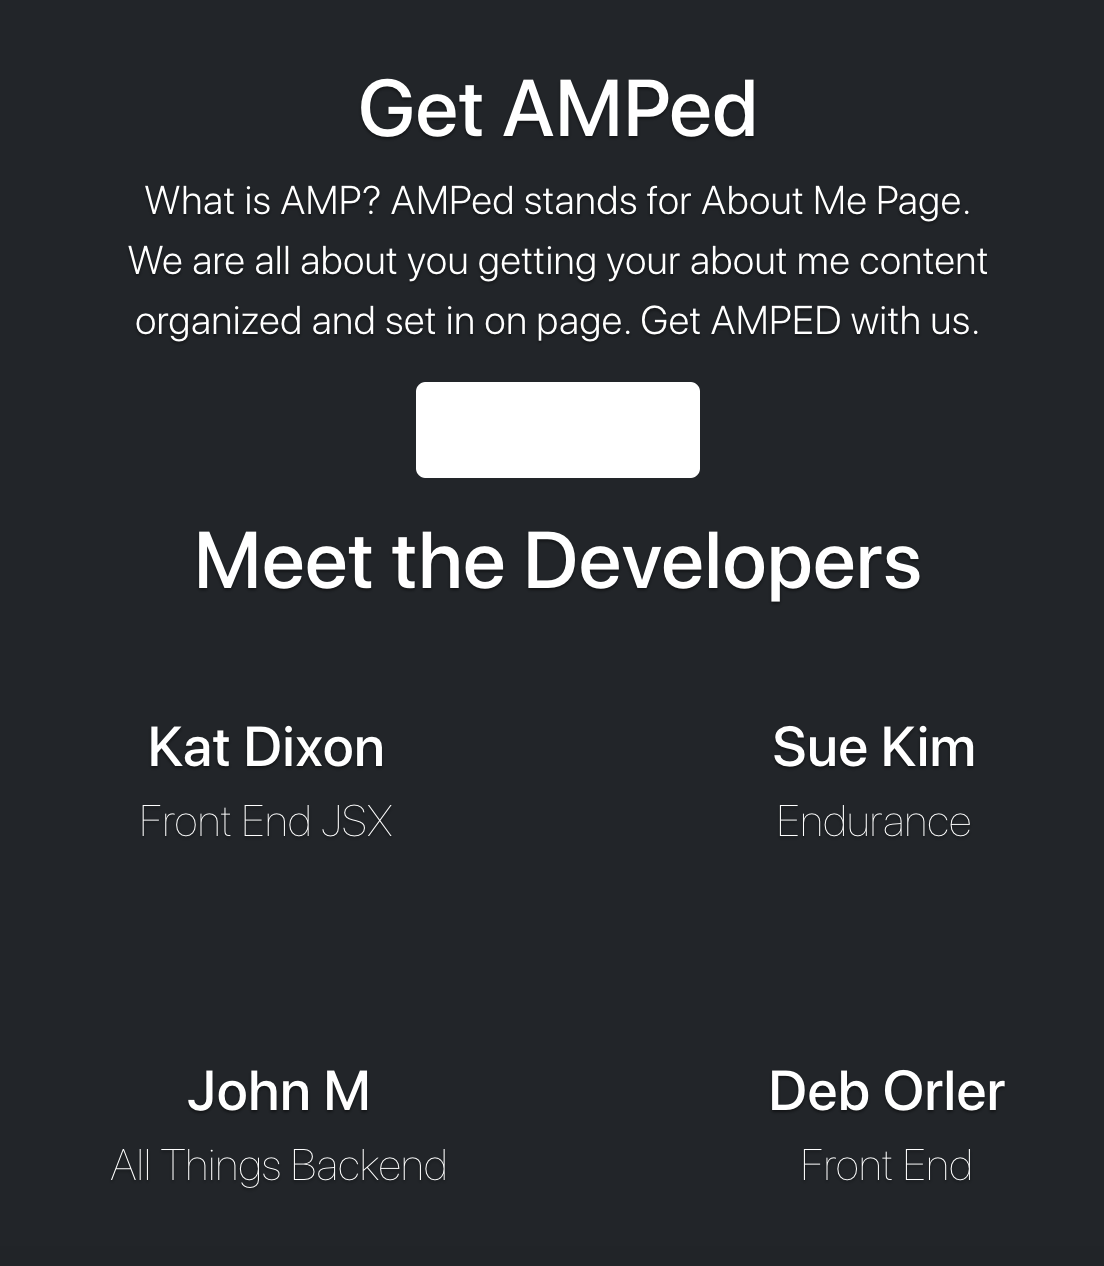 Get AMPed
What is AMP? AMPed stands for About Me Page.
We are all about you getting your about me content
organized and set in on page. Get AMPED with us.
Meet the Developers
Kat Dixon
Front End JSX
Sue Kim
Endurance
John M
All Things Backend
Deb Orler
Front End